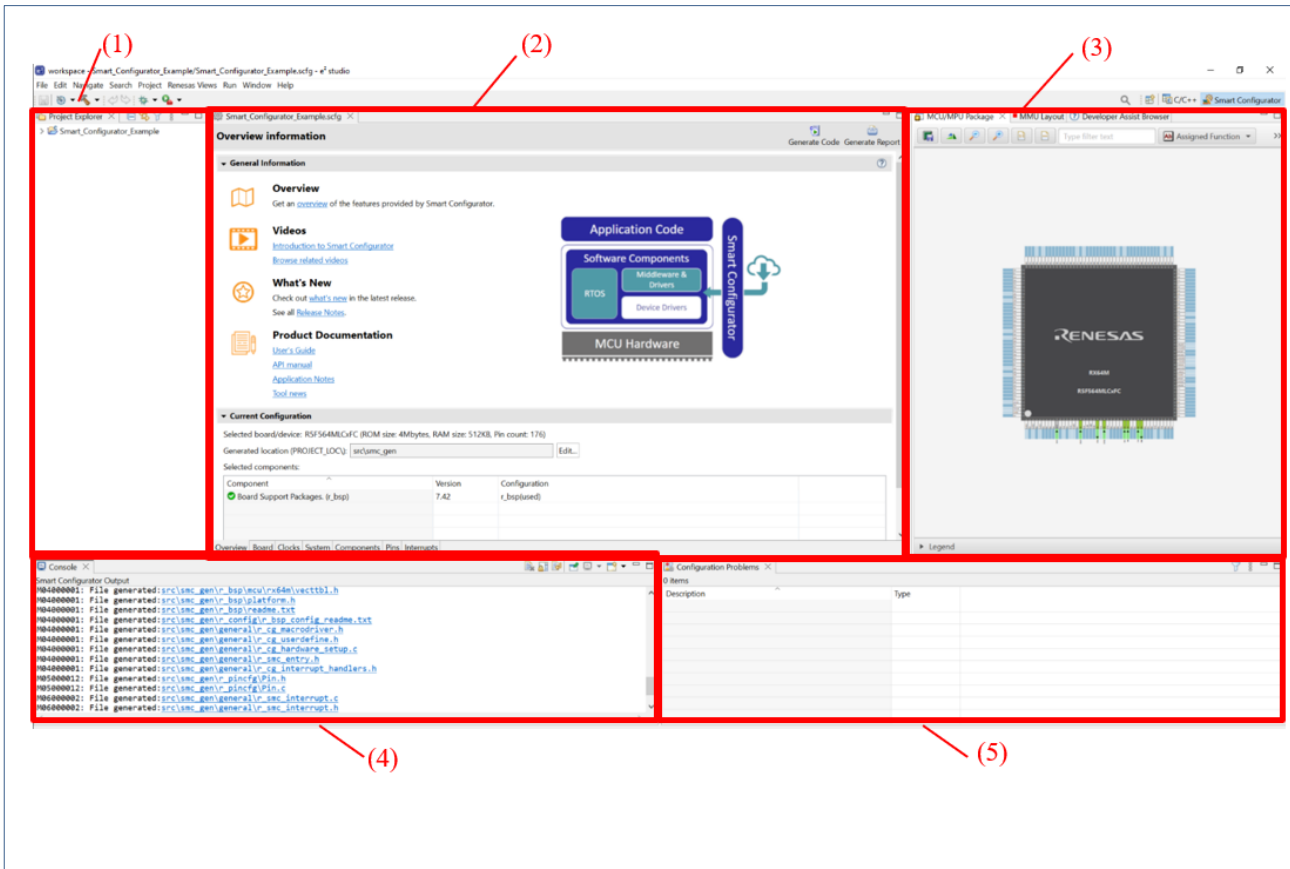 (1)
(2)
(3)
workspace - Smart_Configurator_Example/Smart_Configurator_Example.scfg - e² studio
File Edit Navigate Search Project Renesas Views Run Window Help
C/C++ Smart Configurator
Project Explorer
Smart_Configurator_Example
Smart_Configurator_Example.scfg
Overview information
Generate Code Generate Report
General Information
Overview
Get an overview of the features provided by Smart Configurator.
Videos
Introduction to Smart Configurator
Browse related videos
What's New
Check out what's new in the latest release.
See all Release Notes.
Product Documentation
User's Guide
API manual
Application Notes
Tool news
Application Code
Software Components
RTOS
Middleware &
Drivers
Device Drivers
MCU Hardware
Smart Configurator
Current Configuration
Selected board/device: R5F564MLCxFC (ROM size: 4Mbytes, RAM size: 512KB, Pin count: 176)
Generated location (PROJECT_LOC\): src\smc_gen Edit...
Selected components:
Component Version Configuration
Board Support Packages. (r_bsp) 7.42 r_bsp(used)
Overview Board Clocks System Components Pins Interrupts
MCU/MPU Package MMU Layout Developer Assist Browser
Type filter text Assigned Function
RENESAS
RX64M
R5F564MLCxFC
Legend
Console
Smart Configurator Output
M04000001: File generated:src\smc_gen\r_bsp\mcu\rx64m\vecttbl.h
M04000001: File generated:src\smc_gen\r_bsp\platform.h
M04000001: File generated:src\smc_gen\r_bsp\readme.txt
M04000001: File generated:src\smc_gen\r_config\r_bsp_config_readme.txt
M04000001: File generated:src\smc_gen\general\r_cg_macrodriver.h
M04000001: File generated:src\smc_gen\general\r_cg_userdefine.h
M04000001: File generated:src\smc_gen\general\r_cg_hardware_setup.c
M04000001: File generated:src\smc_gen\general\r_smc_entry.h
M04000001: File generated:src\smc_gen\general\r_cg_interrupt_handlers.h
M05000012: File generated:src\smc_gen\r_pincfg\Pin.h
M05000012: File generated:src\smc_gen\r_pincfg\Pin.c
M06000002: File generated:src\smc_gen\general\r_smc_interrupt.c
M06000002: File generated:src\smc_gen\general\r_smc_interrupt.h
Configuration Problems
0 items
Description Type
(4)
(5)